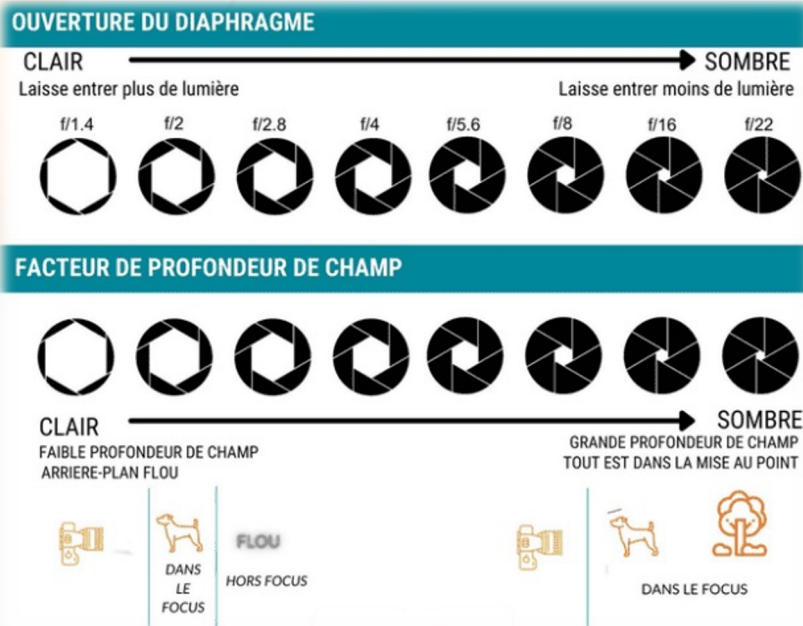 OUVERTURE DU DIAPHRAGME
CLAIR SOMBRE
Laisse entrer plus de lumière Laisse entrer moins de lumière
f/1.4 f/2 f/2.8 f/4 f/5.6 f/8 f/16 f/22
FACTEUR DE PROFONDEUR DE CHAMP
CLAIR SOMBRE
FAIBLE PROFONDEUR DE CHAMP
ARRIERE-PLAN FLOU
GRANDE PROFONDEUR DE CHAMP
TOUT EST DANS LA MISE AU POINT
DANS
LE
FOCUS
FLOU
HORS FOCUS
DANS LE FOCUS